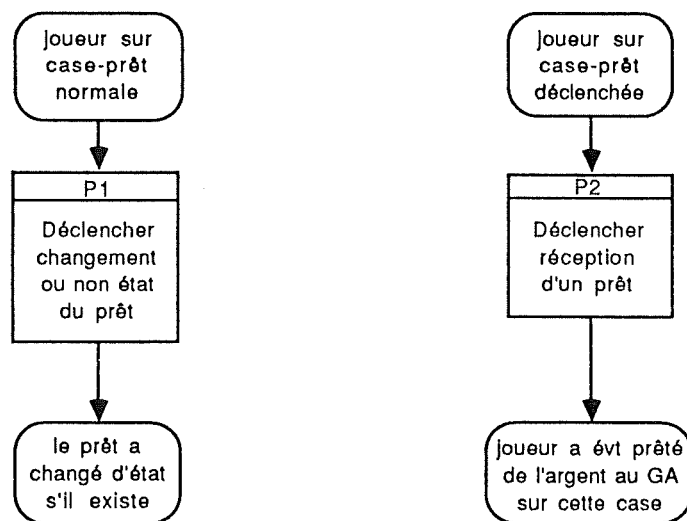 joueur sur
case-prêt
normale
P1
Déclencher
changement
ou non état
du prêt
le prêt a
changé d'état
s'il existe
joueur sur
case-prêt
déclenchée
P2
Déclencher
réception
d'un prêt
joueur a évt prêté
de l'argent au GA
sur cette case